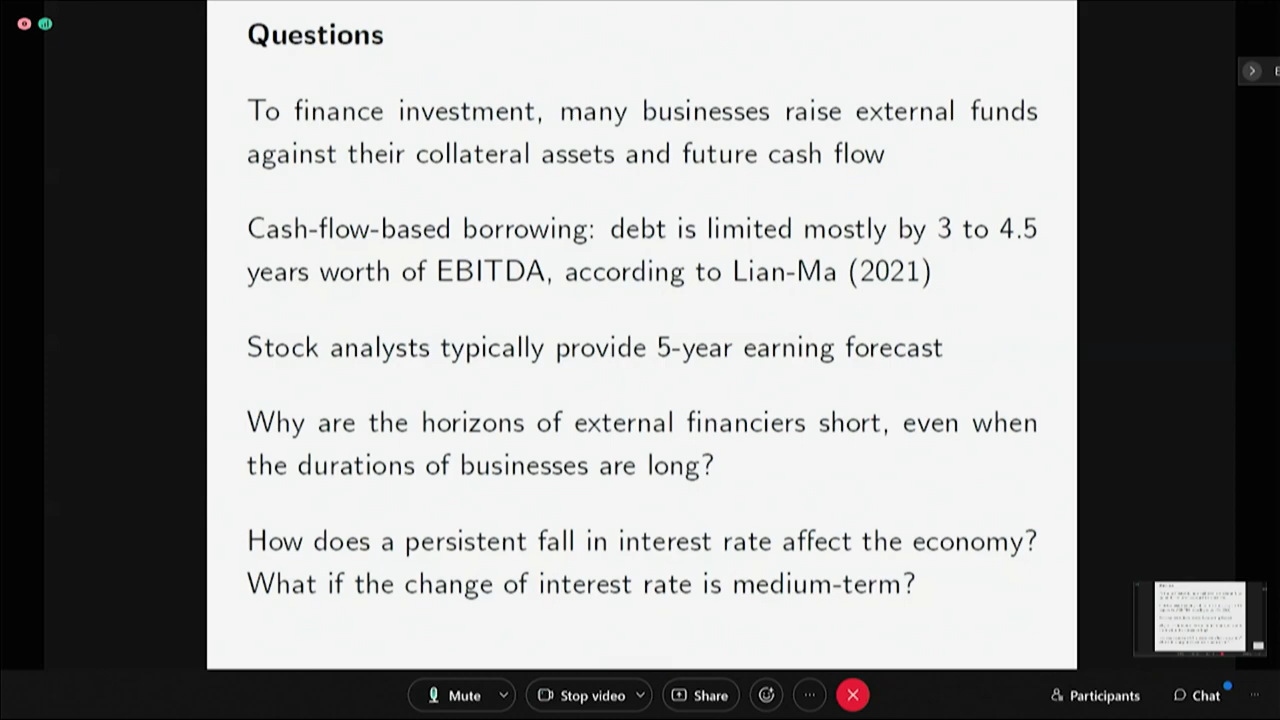 Questions
To finance investment, many businesses raise external funds
against their collateral assets and future cash flow
Cash-flow-based borrowing: debt is limited mostly by 3 to 4.5
years worth of EBITDA, according to Lian-Ma (2021)
Stock analysts typically provide 5-year earning forecast
Why are the horizons of external financiers short, even when
the durations of businesses are long?
How does a persistent fall in interest rate affect the economy?
What if the change of interest rate is medium-term?
Mute
Stop video
Share
Participants
Chat